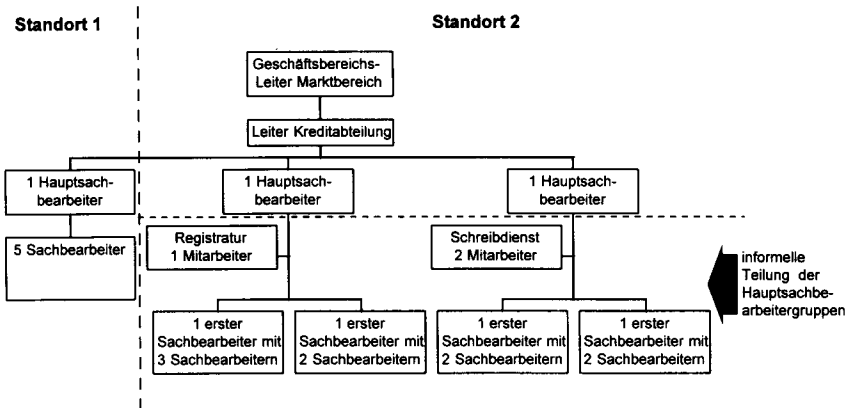 Standort 1
Standort 2
Geschäftsbereichs-
Leiter Marktbereich
Leiter Kreditabteilung
1 Hauptsach-
bearbeiter
1 Hauptsach-
bearbeiter
1 Hauptsach-
bearbeiter
5 Sachbearbeiter
Registratur
1 Mitarbeiter
Schreibdienst
2 Mitarbeiter
informelle
Teilung der
Hauptsachbe-
arbeitergruppen
1 erster
Sachbearbeiter mit
3 Sachbearbeitern
1 erster
Sachbearbeiter mit
2 Sachbearbeitern
1 erster
Sachbearbeiter mit
2 Sachbearbeitern
1 erster
Sachbearbeiter mit
2 Sachbearbeitern